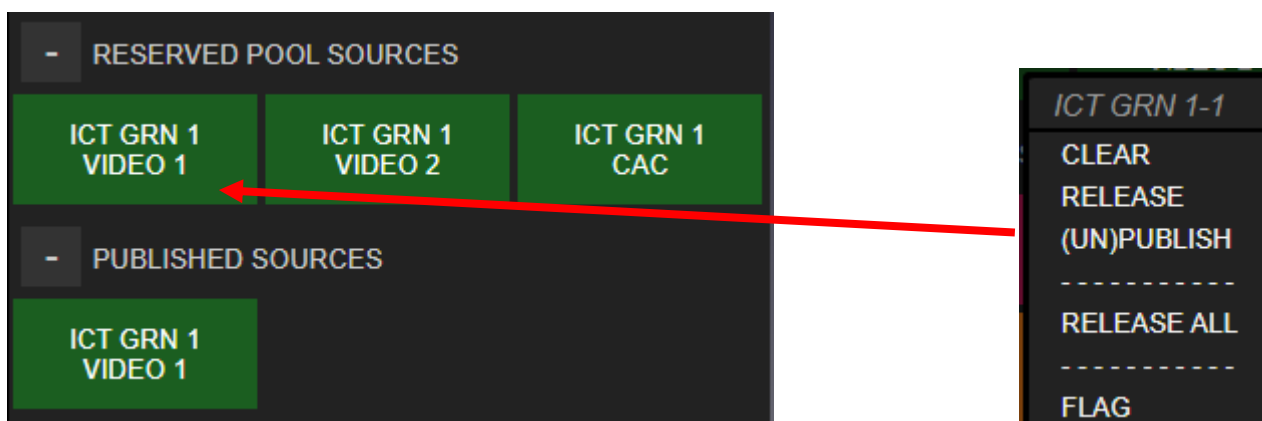 - RESERVED POOL SOURCES
ICT GRN 1
VIDEO 1
ICT GRN 1
VIDEO 2
ICT GRN 1
CAC
- PUBLISHED SOURCES
ICT GRN 1
VIDEO 1
ICT GRN 1-1
CLEAR
RELEASE
(UN)PUBLISH
- - - - - - - - - - -
RELEASE ALL
- - - - - - - - - - -
FLAG